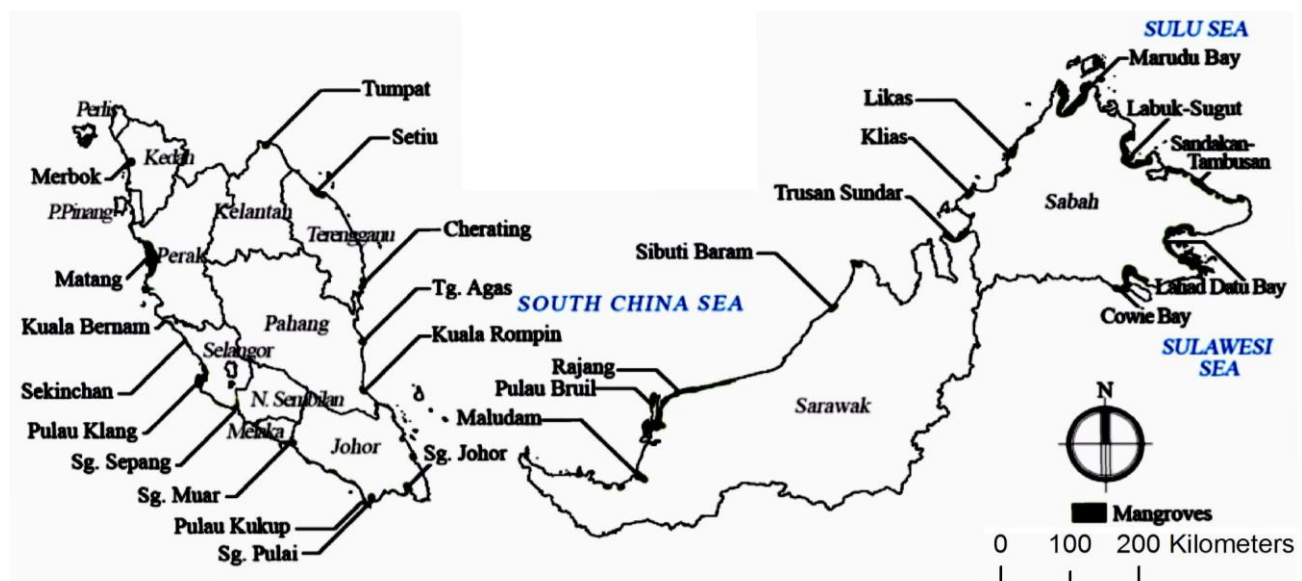 SULU SEA
Marudu Bay
Tumpat
Likas
Labuk-Sugut
Perlis
Setiu
Klias
Sandakan-
Tambusan
Kedah
Merbok
Trusan Sundar
Sabah
P.Pinang
Kelantan
Terengganu
Cherating
Sibuti Baram
Perak
Matang
Tg. Agas
Lahad Datu Bay
SOUTH CHINA SEA
Cowie Bay
Kuala Bernam
Pahang
Kuala Rompin
SULAWESI
SEA
Selangor
Rajang
Sekinchan
Pulau Bruil
N
N. Sembilan
Sarawak
Maludam
Pulau Klang
Melaka
Johor
Sg. Sepang
Sg. Johor
Sg. Muar
Mangroves
Pulau Kukup
Sg. Pulai
0 100 200 Kilometers